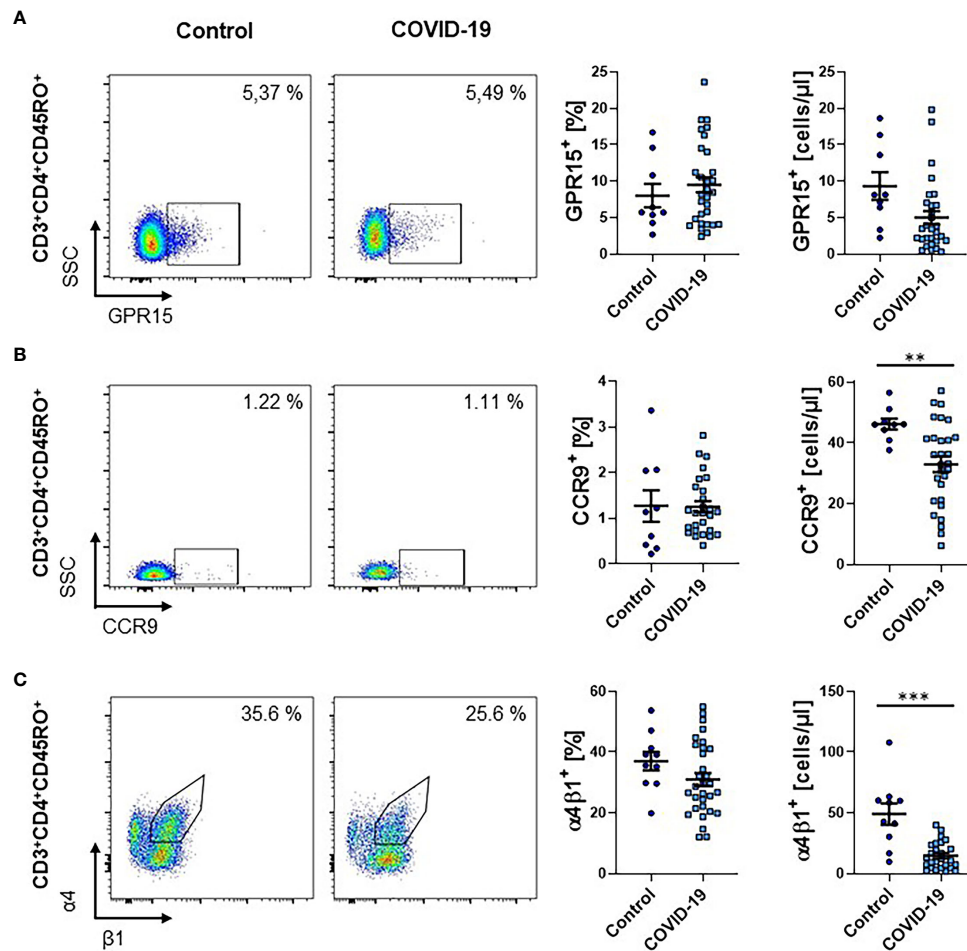 A
Control
COVID-19
CD3⁺CD4⁺CD45RO⁺
SSC
5,37 %
5,49 %
GPR15
GPR15⁺ [%]
25
20
15
10
5
0
Control
COVID-19
GPR15⁺ [cells/µl]
25
20
15
10
5
0
Control
COVID-19
B
CD3⁺CD4⁺CD45RO⁺
SSC
1.22 %
1.11 %
CCR9
CCR9⁺ [%]
4
3
2
1
0
Control
COVID-19
CCR9⁺ [cells/µl]
60
40
20
0
**
Control
COVID-19
C
CD3⁺CD4⁺CD45RO⁺
α4
35.6 %
25.6 %
β1
α4β1⁺ [%]
60
40
20
0
Control
COVID-19
α4β1⁺ [cells/µl]
150
100
50
0
***
Control
COVID-19